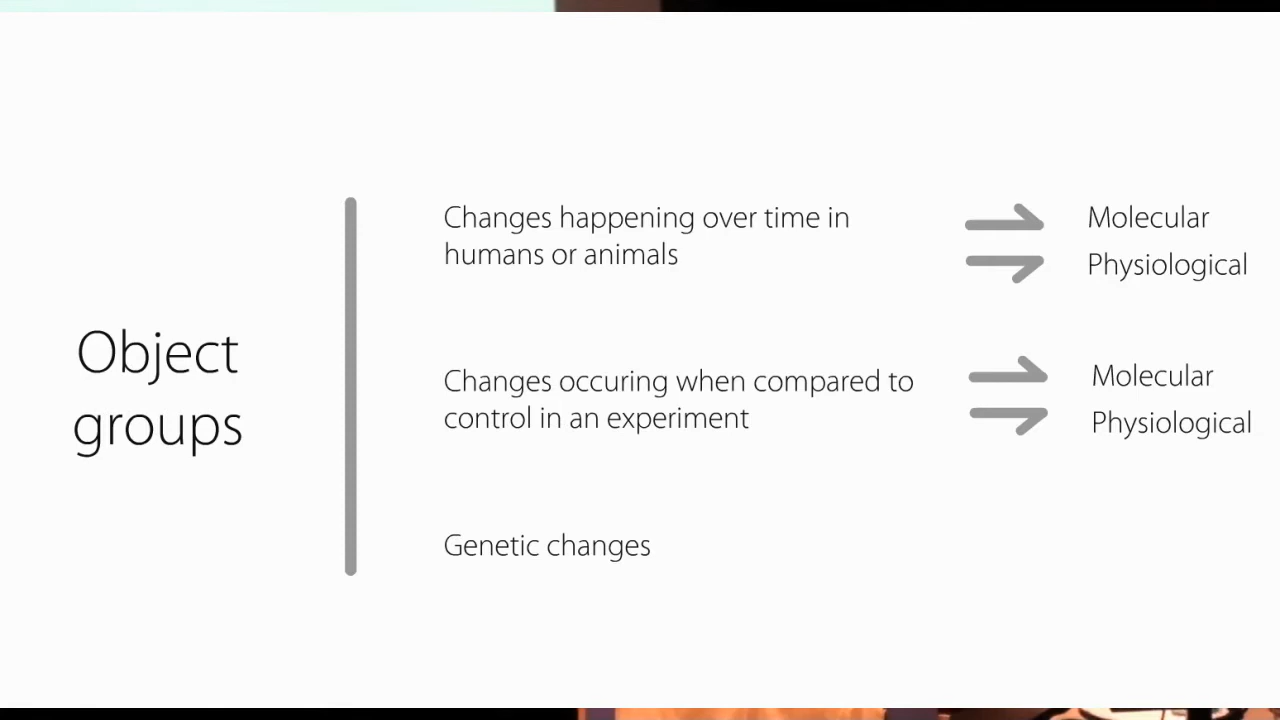 Object
groups
Changes happening over time in
humans or animals
Molecular
Physiological
Changes occuring when compared to
control in an experiment
Molecular
Physiological
Genetic changes